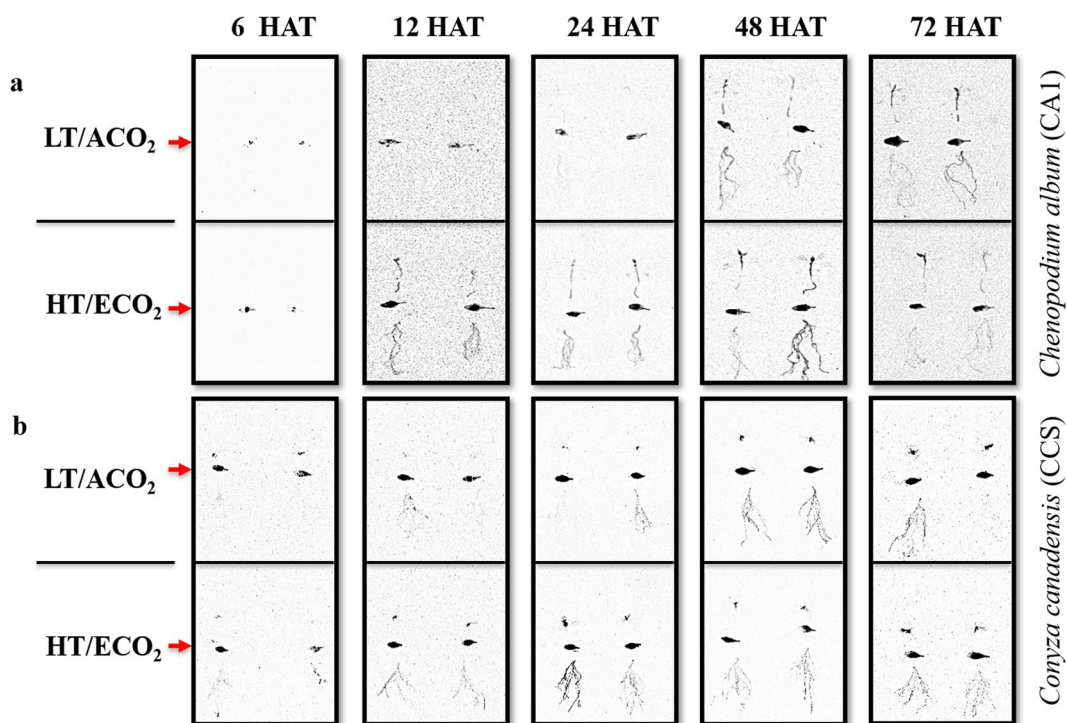 6 HAT 12 HAT 24 HAT 48 HAT 72 HAT
a
LT/ACO₂
HT/ECO₂
Chenopodium album (CA1)
b
LT/ACO₂
HT/ECO₂
Conyza canadensis (CCS)